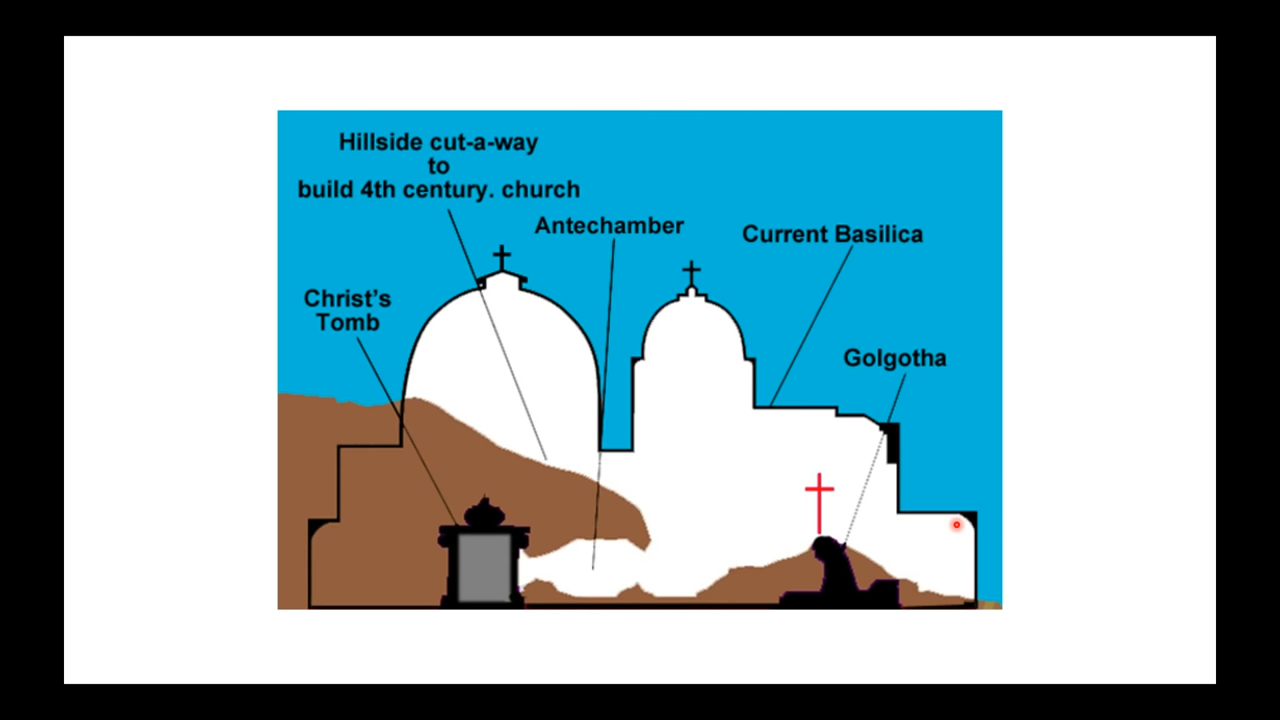 Hillside cut-a-way
to
build 4th century. church
Antechamber
Current Basilica
Christ's
Tomb
Golgotha